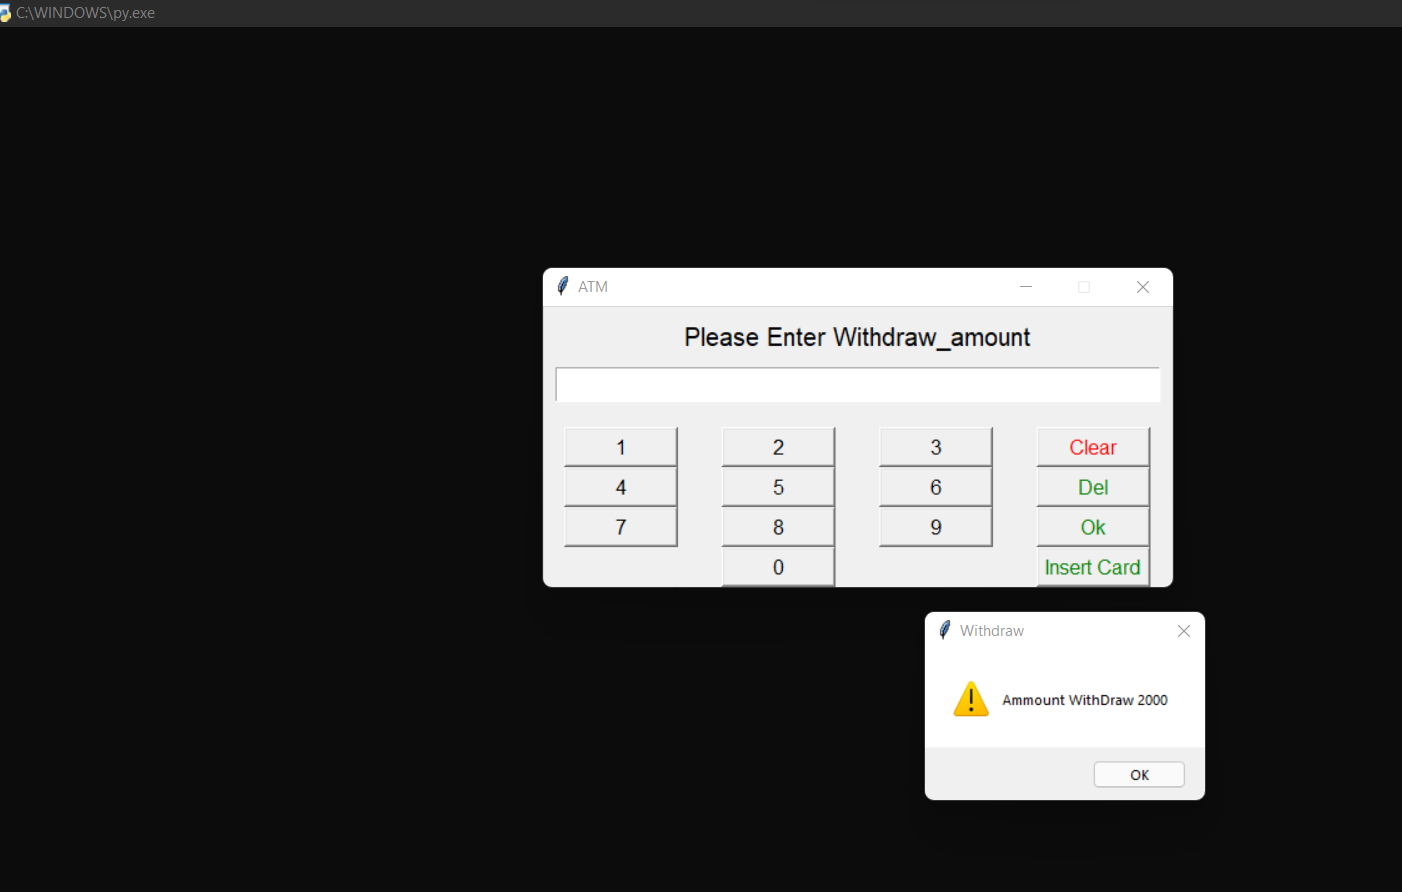 C:\WINDOWS\py.exe
ATM
Please Enter Withdraw_amount
1 2 3 Clear
4 5 6 Del
7 8 9 Ok
0 Insert Card
Withdraw
Ammount WithDraw 2000
OK